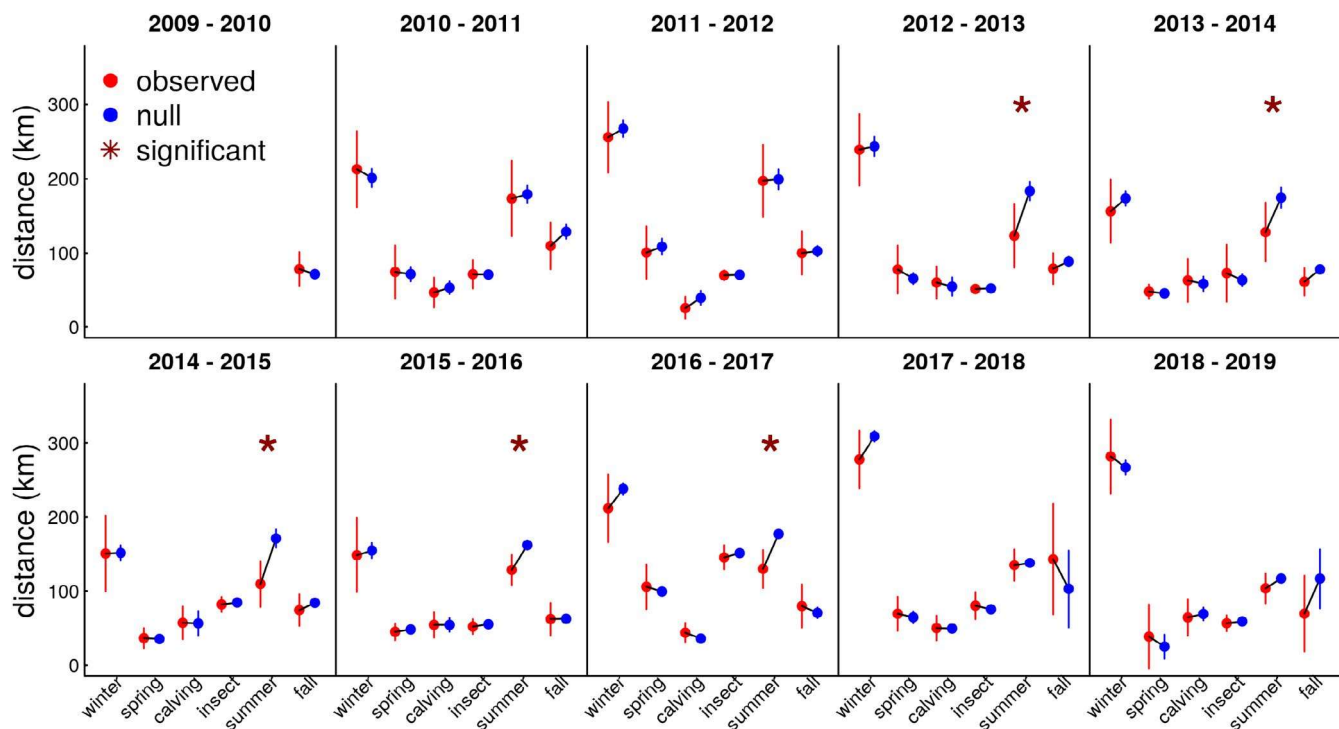 2009 - 2010
2010 - 2011
2011 - 2012
2012 - 2013
2013 - 2014
distance (km)
300
200
100
0
observed
null
significant
*
*
2014 - 2015
2015 - 2016
2016 - 2017
2017 - 2018
2018 - 2019
distance (km)
300
200
100
0
*
*
*
winter
spring
calving
insect
summer
fall
winter
spring
calving
insect
summer
fall
winter
spring
calving
insect
summer
fall
winter
spring
calving
insect
summer
fall
winter
spring
calving
insect
summer
fall